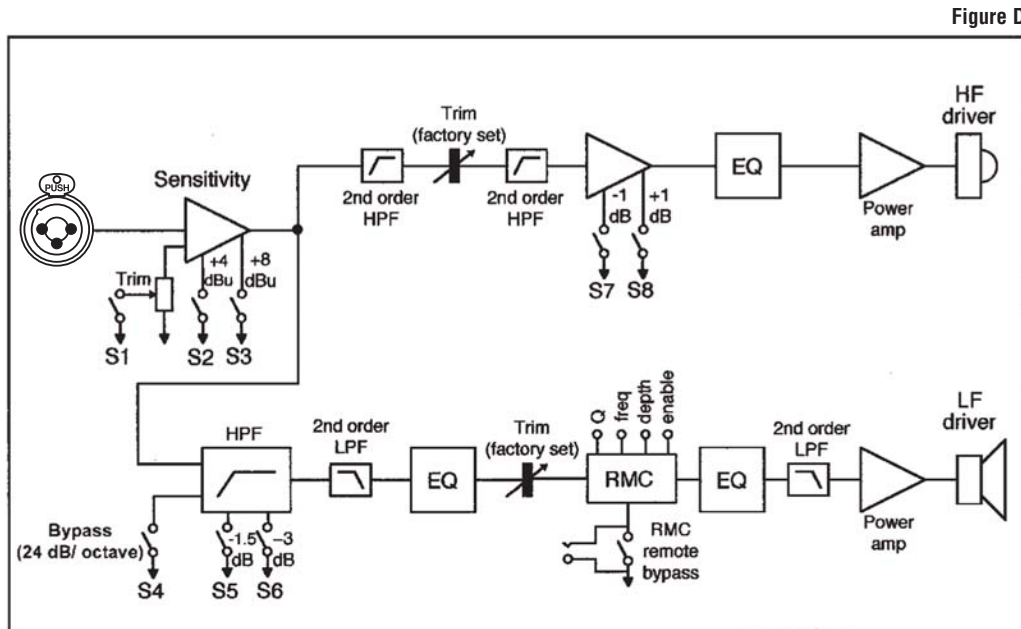 Figure D
HF
driver
Trim
(factory set)
PUSH
Sensitivity
2nd order
HPF
2nd order
HPF
-1
dB
+1
dB
EQ
Power
amp
+4
dBu
+8
dBu
Trim
S1
S2
S3
S7
S8
HPF
2nd order
LPF
EQ
Trim
(factory set)
Q
freq
depth
enable
RMC
EQ
2nd order
LPF
LF
driver
Power
amp
Bypass
(24 dB/ octave)
-1.5
dB
–3
dB
RMC
remote
bypass
S4
S5
S6